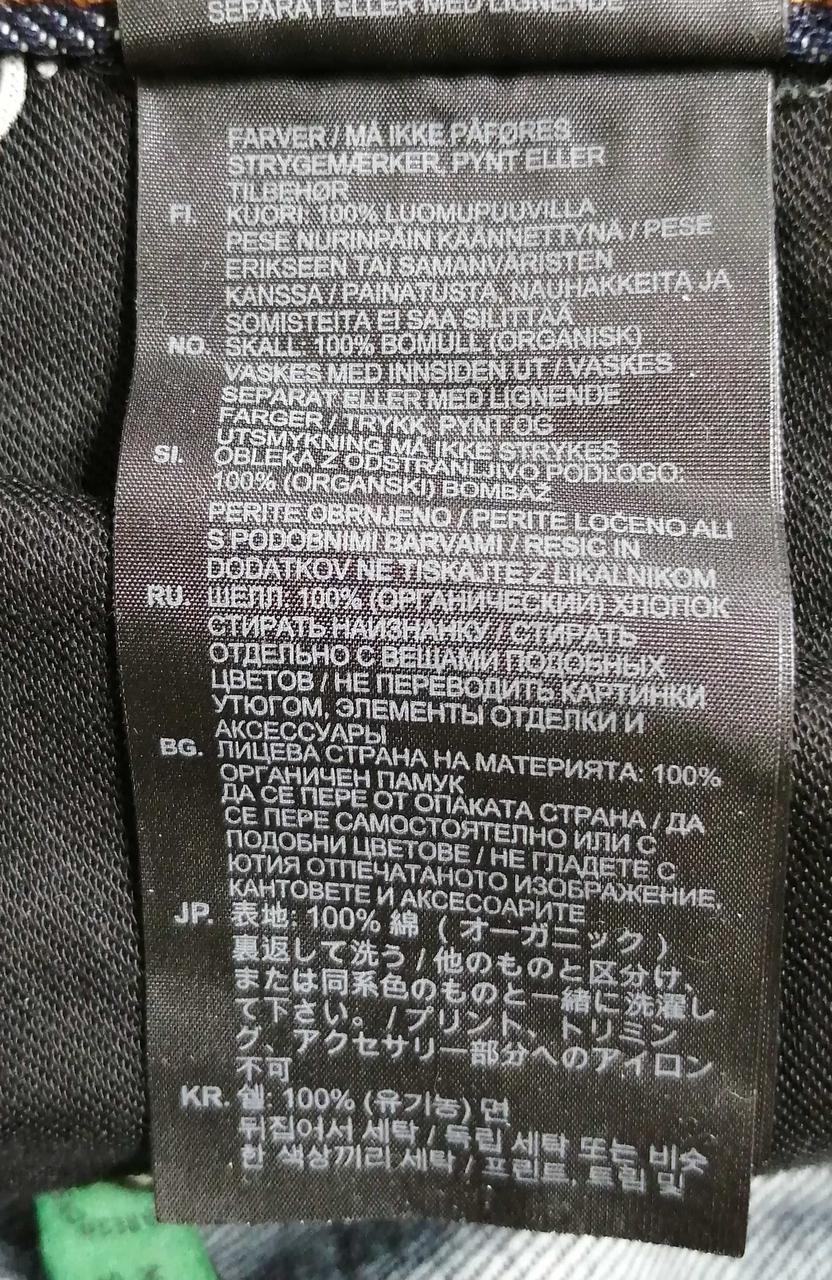 SEPARAT ELLER MED LIGNENDE
FARVER / MÅ IKKE PÅFØRES
STRYGEMÆRKER, PYNT ELLER
TILBEHØR
FI. KUORI: 100% LUOMUPUUVILLA
PESE NURINPÄIN KÄÄNNETTYNÄ / PESE
ERIKSEEN TAI SAMANVÄRISTEN
KANSSA / PAINATUSTA, NAUHAKKEITA JA
SOMISTEITA EI SAA SILITTÄÄ
NO. SKALL: 100% BOMULL (ORGANISK)
VASKES MED INNSIDEN UT / VASKES
SEPARAT ELLER MED LIGNENDE
FARGER / TRYKK, PYNT OG
UTSMYKNING MÅ IKKE STRYKES
SI. OBLEKA Z ODSTRANLJIVO PODLOGO:
100% (ORGANSKI) BOMBAŽ
PERITE OBRNJENO / PERITE LOČENO ALI
S PODOBNIMI BARVAMI / RESIC IN
DODATKOV NE TISKAJTE Z LIKALNIKOM
RU. ШЕЛЛ: 100% (ОРГАНИЧЕСКИЙ) ХЛОПОК
СТИРАТЬ НАИЗНАНКУ / СТИРАТЬ
ОТДЕЛЬНО С ВЕЩАМИ ПОДОБНЫХ
ЦВЕТОВ / НЕ ПЕРЕВОДИТЬ КАРТИНКИ
УТЮГОМ, ЭЛЕМЕНТЫ ОТДЕЛКИ И
АКСЕССУАРЫ
BG. ЛИЦЕВА СТРАНА НА МАТЕРИЯТА: 100%
ОРГАНИЧЕН ПАМУК
ДА СЕ ПЕРЕ ОТ ОПАКАТА СТРАНА / ДА
СЕ ПЕРЕ САМОСТОЯТЕЛНО ИЛИ С
ПОДОБНИ ЦВЕТОВЕ / НЕ ГЛАДЕТЕ С
ЮТИЯ ОТПЕЧАТАНОТО ИЗОБРАЖЕНИЕ,
КАНТОВЕТЕ И АКСЕСОАРИТЕ
JP. 表地: 100% 綿 ( オーガニック )
裏返して洗う / 他のものと区分け、
または同系色のものと一緒に洗濯し
て下さい。 / プリント、トリミン
グ、アクセサリー部分へのアイロン
不可
KR. 쉘: 100% (유기농) 면
뒤집어서 세탁 / 독립 세탁 또는 비슷
한 색상끼리 세탁 / 프린트, 트림 및